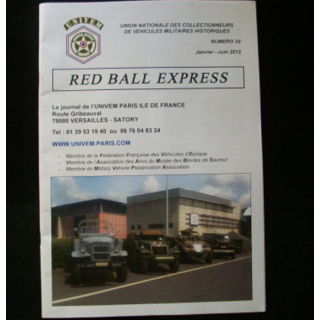 UNIVEM
UNION NATIONALE DES COLLECTIONNEURS
DE VEHICULES MILITAIRES HISTORIQUES
NUMERO 32
Janvier –Juin 2012
RED BALL EXPRESS
Le journal de l'UNIVEM PARIS ILE DE FRANCE
Route Gribeauval
78000 VERSAILLES - SATORY
Tel : 01 39 53 19 40 ou 06 76 04 83 24
WWW.UNIVEM-PARIS.COM
- Membre de la Fédération Française des Véhicules d'Epoque
- Membre de l'Association des Amis du Musée des Blindés de Saumur
- Membre du Military Vehicle Preservation Association